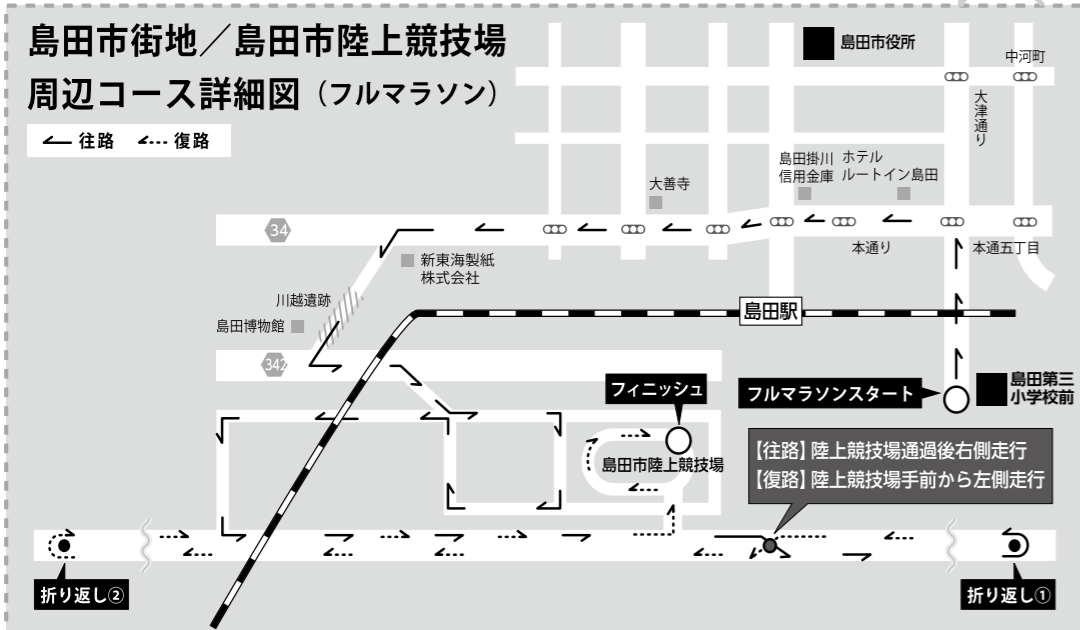 島田市街地／島田市陸上競技場
周辺コース詳細図（フルマラソン）
往路 復路
島田市役所
中河町
大津通り
島田掛川
信用金庫
ホテル
ルートイン島田
大善寺
34
本通り
本通五丁目
新東海製紙
株式会社
川越遺跡
島田博物館
島田駅
342
フィニッシュ
フルマラソンスタート
島田第三
小学校前
島田市陸上競技場
【往路】陸上競技場通過後右側走行
【復路】陸上競技場手前から左側走行
折り返し②
折り返し①